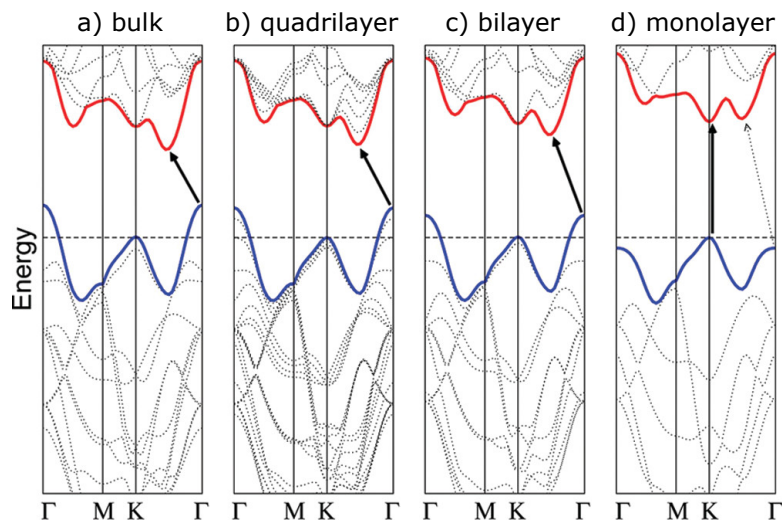 a) bulk
b) quadrilayer
c) bilayer
d) monolayer
Energy
Γ M K Γ
Γ M K Γ
Γ M K Γ
Γ M K Γ